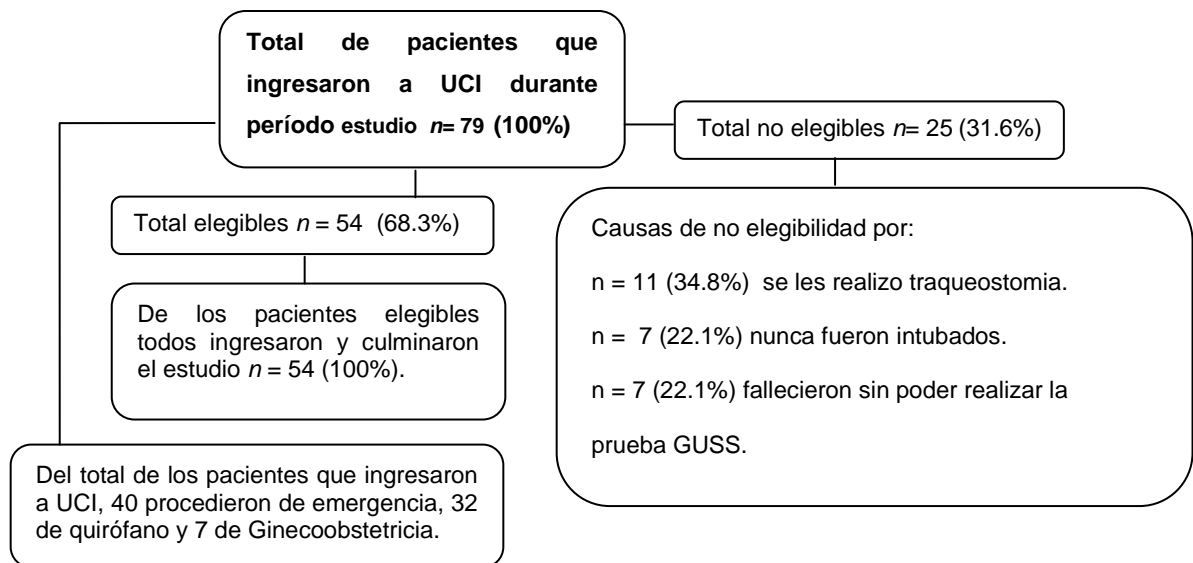 Total de pacientes que
ingresaron a UCI durante
período estudio n= 79 (100%)
Total no elegibles n= 25 (31.6%)
Total elegibles n = 54 (68.3%)
De los pacientes elegibles
todos ingresaron y culminaron
el estudio n = 54 (100%).
Causas de no elegibilidad por:
n = 11 (34.8%) se les realizo traqueostomia.
n = 7 (22.1%) nunca fueron intubados.
n = 7 (22.1%) fallecieron sin poder realizar la
prueba GUSS.
Del total de los pacientes que ingresaron
a UCI, 40 procedieron de emergencia, 32
de quirófano y 7 de Ginecoobstetricia.